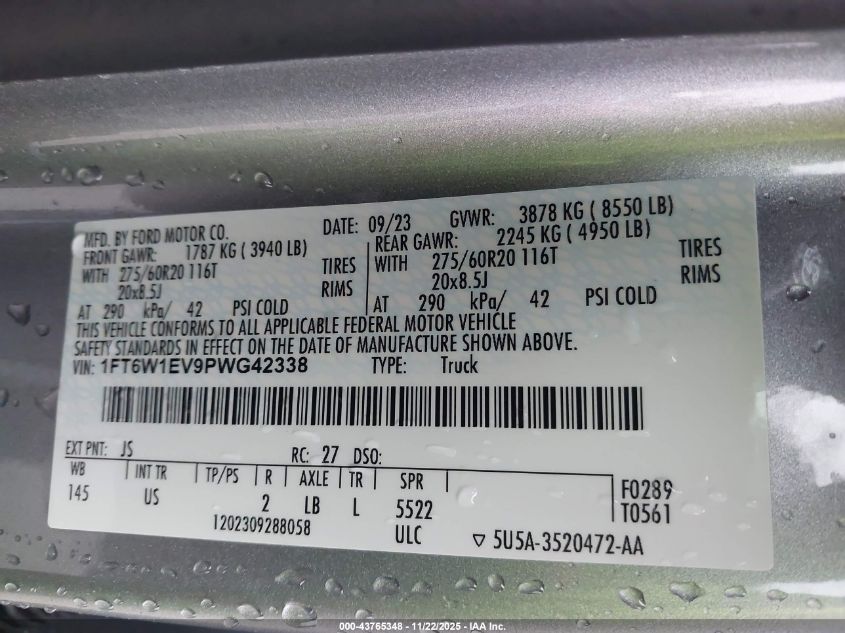 MFD. BY FORD MOTOR CO. DATE: 09/23 GVWR: 3878 KG ( 8550 LB)
FRONT GAWR: 1787 KG ( 3940 LB) REAR GAWR: 2245 KG ( 4950 LB)
WITH 275/60R20 116T TIRES WITH 275/60R20 116T TIRES
20x8.5J RIMS 20x8.5J RIMS
AT 290 kPa/ 42 PSI COLD AT 290 kPa/ 42 PSI COLD
THIS VEHICLE CONFORMS TO ALL APPLICABLE FEDERAL MOTOR VEHICLE
SAFETY STANDARDS IN EFFECT ON THE DATE OF MANUFACTURE SHOWN ABOVE.
VIN: 1FT6W1EV9PWG42338 TYPE: Truck
EXT PNT: JS RC: 27 DSO:
WB INT TR TP/PS R AXLE TR SPR
145 US 2 LB L 5522 F0289
1202309288058 ULC T0561
▽ 5U5A-3520472-AA
000-43765348 - 11/22/2025 - IAA Inc.